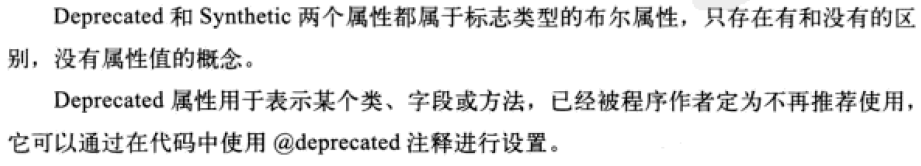 Deprecated 和 Synthetic 两个属性都属于标志类型的布尔属性，只存在有和没有的区
别，没有属性值的概念。
Deprecated 属性用于表示某个类、字段或方法，已经被程序作者定为不再推荐使用，
它可以通过在代码中使用 @deprecated 注释进行设置。